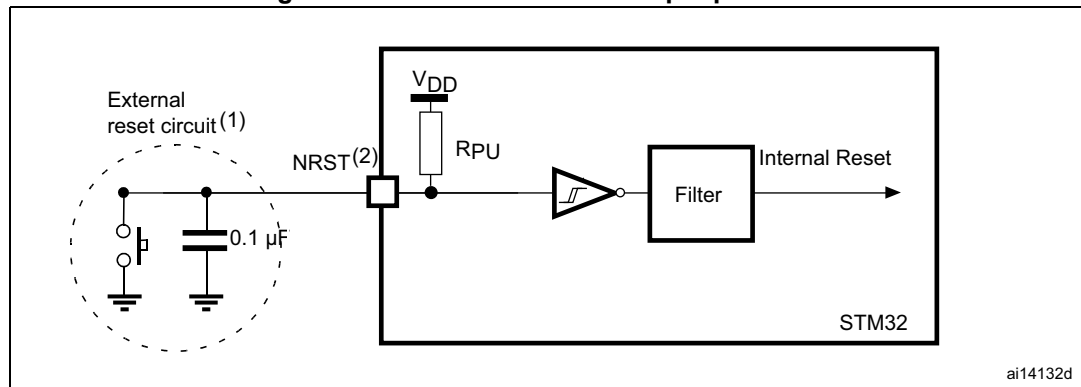 VDD
External
reset circuit(1)
NRST(2)
RPU
Internal Reset
Filter
0.1 µF
STM32
ai14132d